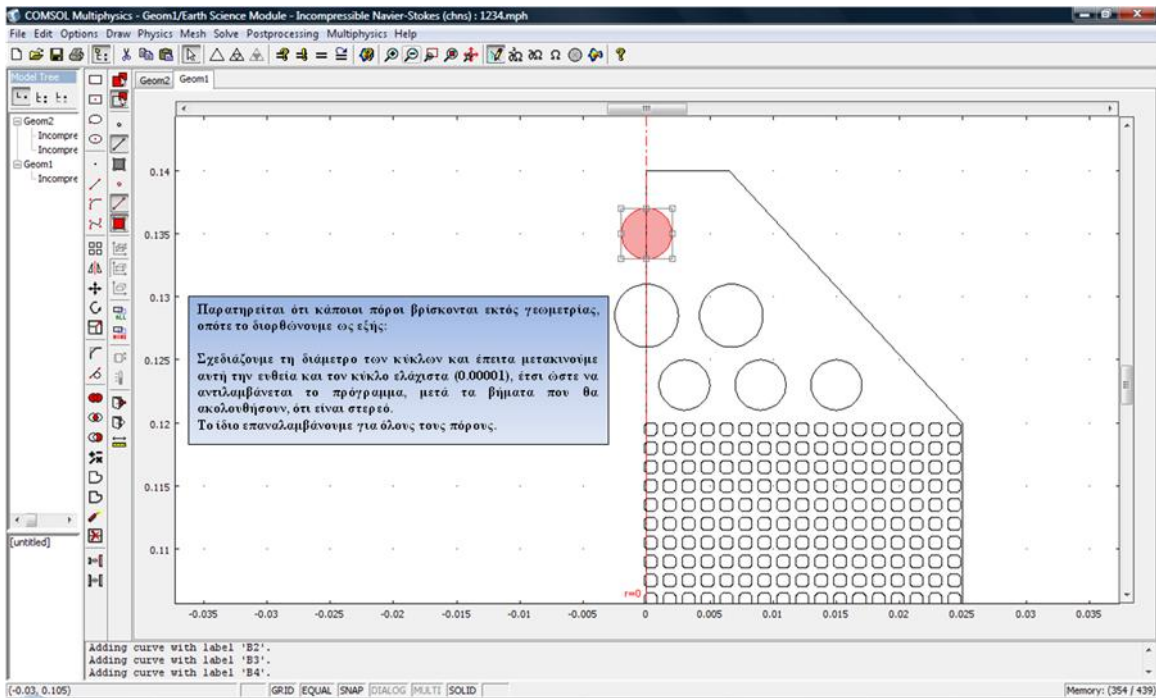 COMSOL Multiphysics - Geom1/Earth Science Module - Incompressible Navier-Stokes (chns) : 1234.mph
File Edit Options Draw Physics Mesh Solve Postprocessing Multiphysics Help
Model Tree
Geom2 Geom1
Geom2
Incompre
Incompre
Geom1
Incompre
0.14
0.135
0.13
0.125
0.12
0.115
0.11
Παρατηρείται ότι κάποιοι πόροι βρίσκονται εκτός γεωμετρίας,
οπότε το διορθώνουμε ως εξής:
Σχεδιάζουμε τη διάμετρο των κύκλων και έπειτα μετακινούμε
αυτή την ευθεία και τον κύκλο ελάχιστα (0.00001), έτσι ώστε να
αντιλαμβάνεται το πρόγραμμα, μετά τα βήματα που θα
ακολουθήσουν, ότι είναι στερεό.
Το ίδιο επαναλαμβάνουμε για όλους τους πόρους.
r=0
-0.035 -0.03 -0.025 -0.02 -0.015 -0.01 -0.005 0 0.005 0.01 0.015 0.02 0.025 0.03 0.035
[untitled]
Adding curve with label 'B2'.
Adding curve with label 'B3'.
Adding curve with label 'B4'.
(-0.03, 0.105) GRID EQUAL SNAP DIALOG MULTI SOLID Memory: (354 / 439)